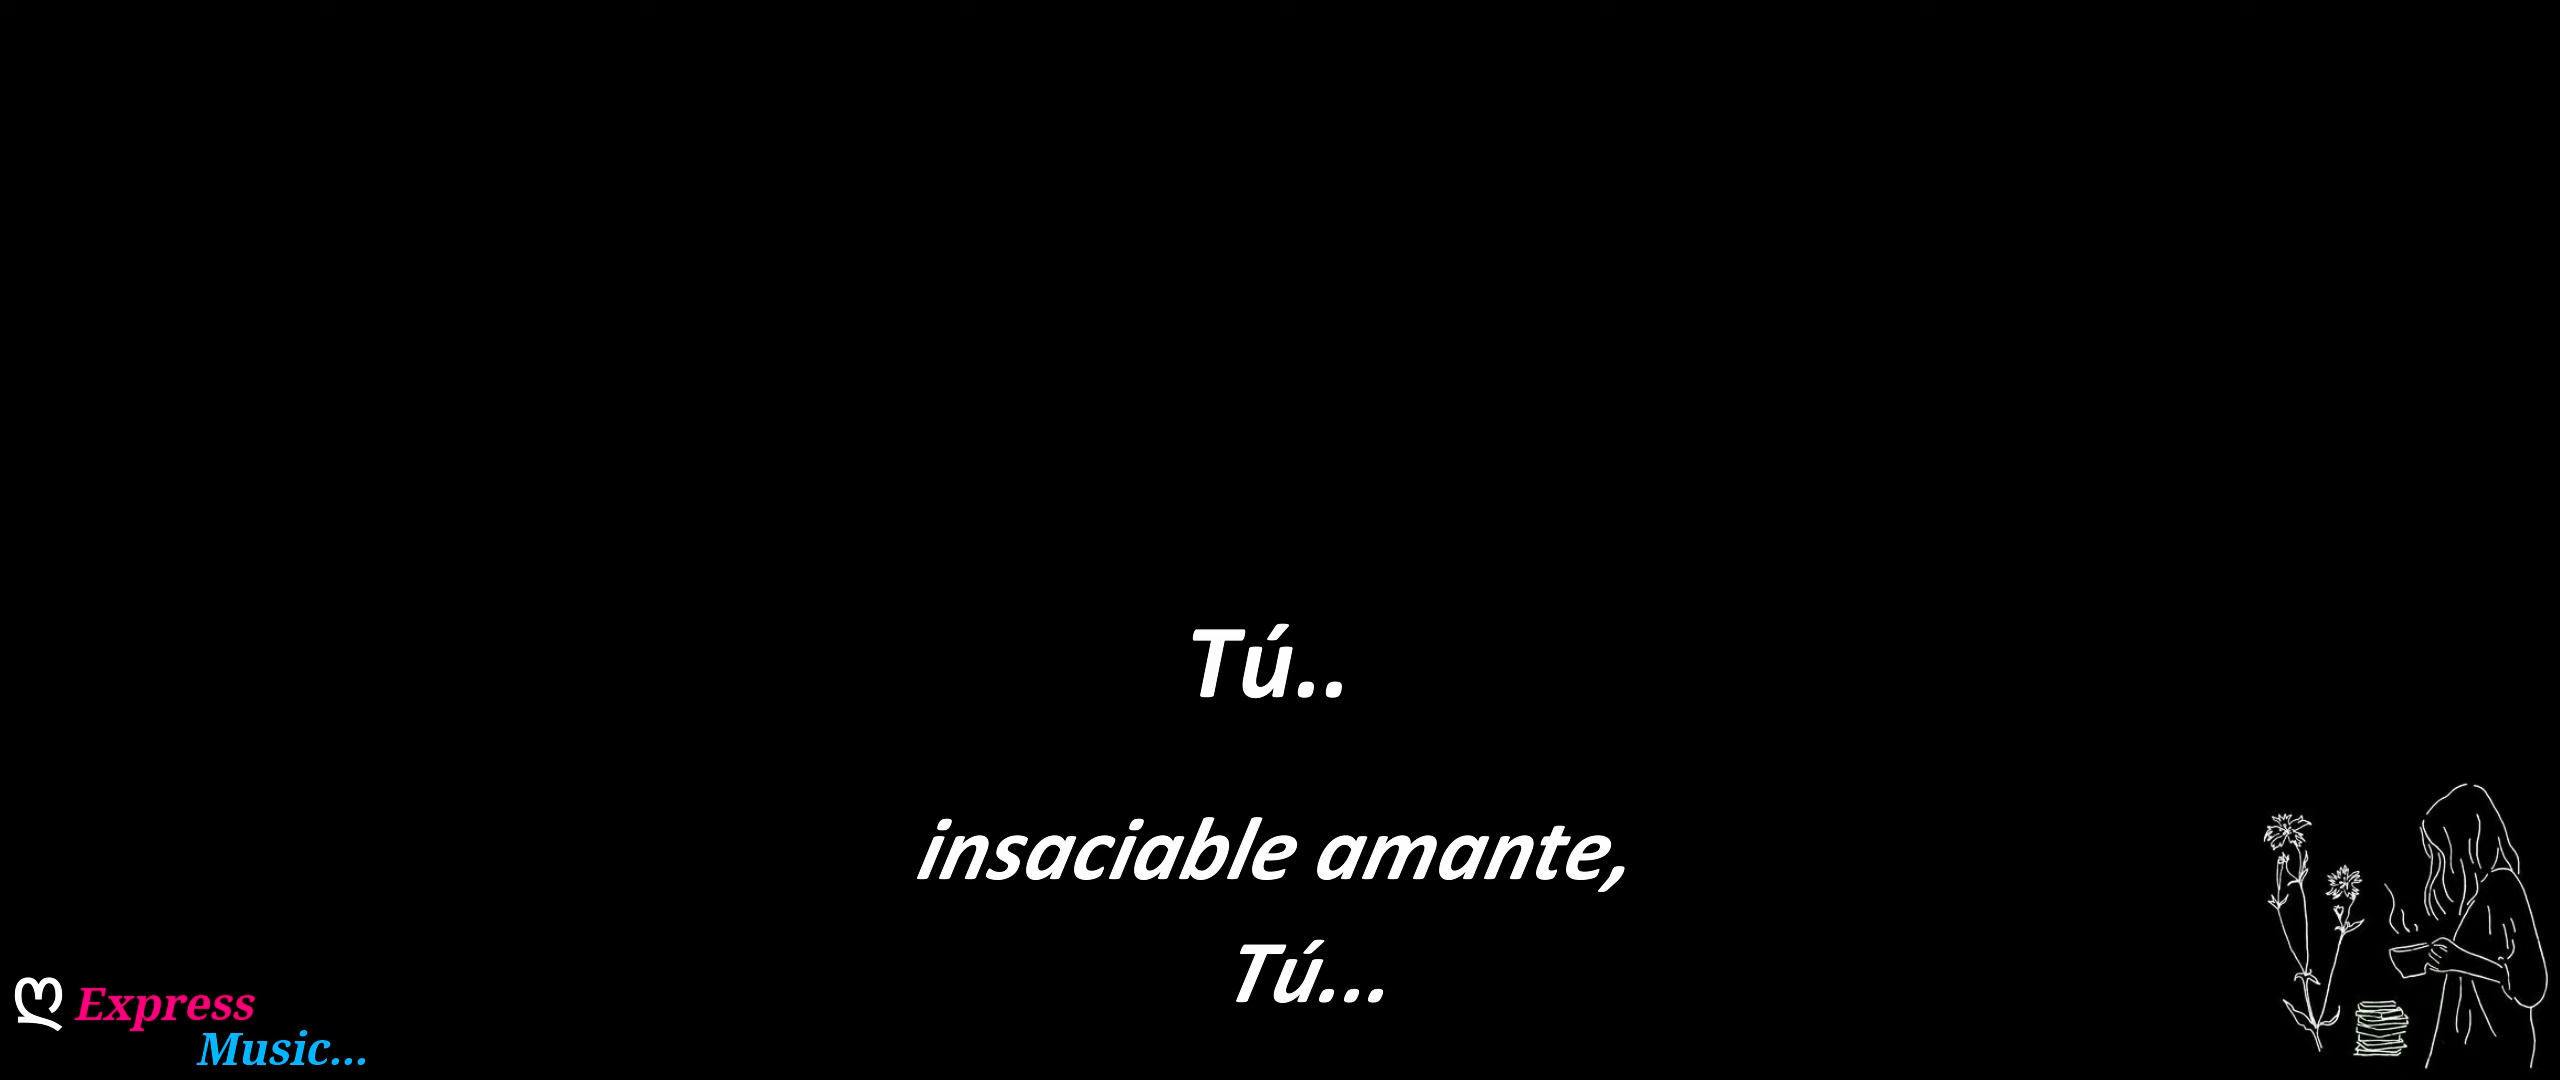 Tú..
insaciable amante,
Tú...
ღ Express
Music...